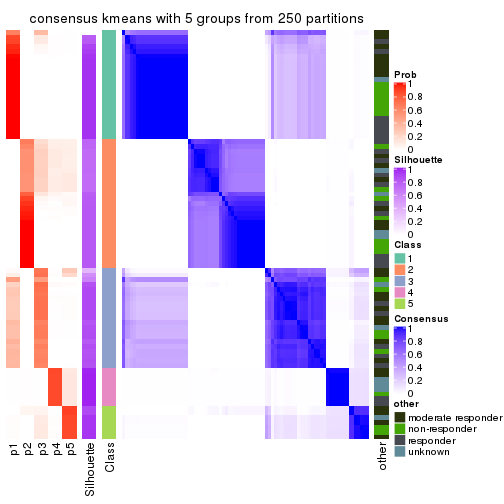 consensus kmeans with 5 groups from 250 partitions
Prob
1
0.8
0.6
0.4
0.2
0
Silhouette
1
0.8
0.6
0.4
0.2
0
Class
1
2
3
4
5
Consensus
1
0.8
0.6
0.4
0.2
0
other
moderate responder
non-responder
responder
unknown
p1
p2
p3
p4
p5
Silhouette
Class
other